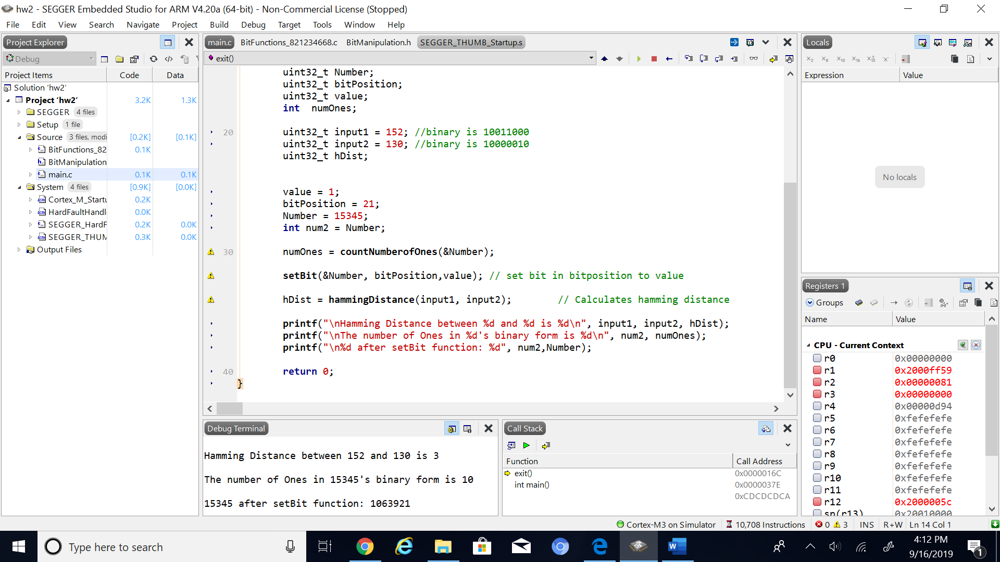 hw2 - SEGGER Embedded Studio for ARM V4.20a (64-bit) - Non-Commercial License (Stopped)
File Edit View Search Navigate Project Build Debug Target Tools Window Help
Project Explorer
Debug
Project Items Code Data
Solution ‘hw2’
Project ‘hw2’ 3.2K 1.3K
SEGGER 4 files
Setup 1 file
Source 3 files, modi [0.2K] [0.1K]
BitFunctions_82 0.1K
BitManipulation
main.c 0.1K 0.1K
System 4 files [0.9K] [0.0K]
Cortex_M_Startu 0.2K
HardFaultHandl 0.0K
SEGGER_HardF 0.2K 0.0K
SEGGER_THUM 0.3K 0.0K
Output Files
main.c BitFunctions_821234668.c BitManipulation.h SEGGER_THUMB_Startup.s
exit()
uint32_t Number;
uint32_t bitPosition;
uint32_t value;
int numOnes;
20 uint32_t input1 = 152; //binary is 10011000
uint32_t input2 = 130; //binary is 10000010
uint32_t hDist;
value = 1;
bitPosition = 21;
Number = 15345;
int num2 = Number;
30 numOnes = countNumberofOnes(&Number);
setBit(&Number, bitPosition,value); // set bit in bitposition to value
hDist = hammingDistance(input1, input2); // Calculates hamming distance
printf("\nHamming Distance between %d and %d is %d\n", input1, input2, hDist);
printf("\nThe number of Ones in %d's binary form is %d\n", num2, numOnes);
printf("\n%d after setBit function: %d", num2,Number);
40 return 0;
}
Debug Terminal
Hamming Distance between 152 and 130 is 3
The number of Ones in 15345's binary form is 10
15345 after setBit function: 1063921
Call Stack
Function Call Address
exit() 0x0000016C
int main() 0x0000037E
0xCDCDCDCA
Locals
x2 x8 x10 x16 x±10 'x'
Expression Value
No locals
Registers 1
Groups
Name Value
CPU - Current Context
r0 0x00000000
r1 0x2000ff59
r2 0x00000081
r3 0x00000000
r4 0x00000d94
r5 0xfefefefe
r6 0xfefefefe
r7 0xfefefefe
r8 0xfefefefe
r9 0xfefefefe
r10 0xfefefefe
r11 0xfefefefe
r12 0x2000005c
sp(r13) 0x20010000
Cortex-M3 on Simulator 10,708 Instructions 0 3 INS R+W Ln 14 Col 1
Type here to search
W
4:12 PM
9/16/2019
1